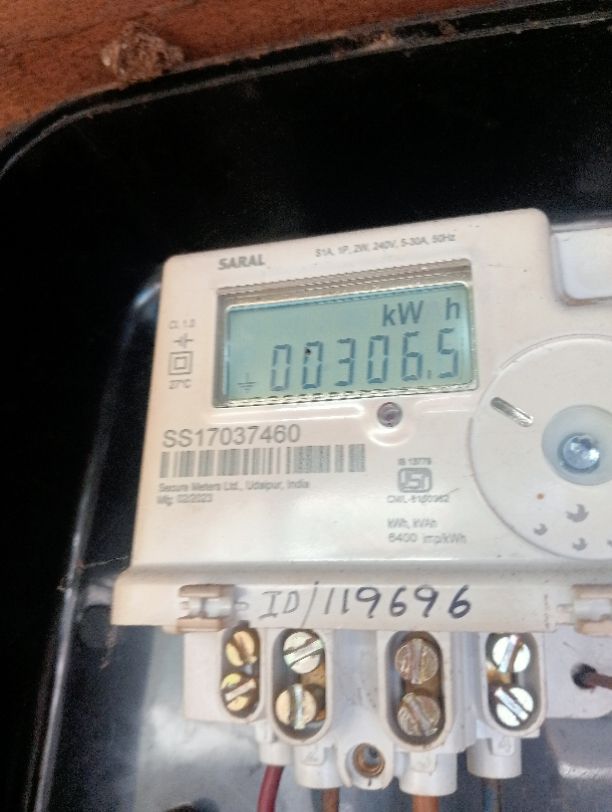 SARAL
S1A, 1P, 2W, 240V, 5-30A, 50Hz
kW h
00306.5
Cl. 1.0
27°C
SS17037460
Secure Meters Ltd., Udaipur, India
Mfg. 02/2023
IS 13779
kWh, kVAh
6400 imp/kWh
ID/119696